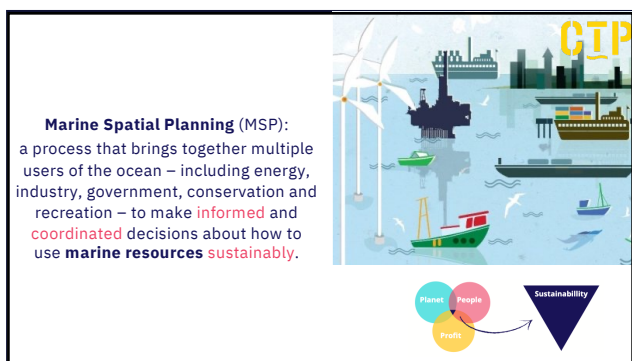 CTP
Marine Spatial Planning (MSP):
a process that brings together multiple
users of the ocean – including energy,
industry, government, conservation and
recreation – to make informed and
coordinated decisions about how to
use marine resources sustainably.
Planet
People
Profit
Sustainability